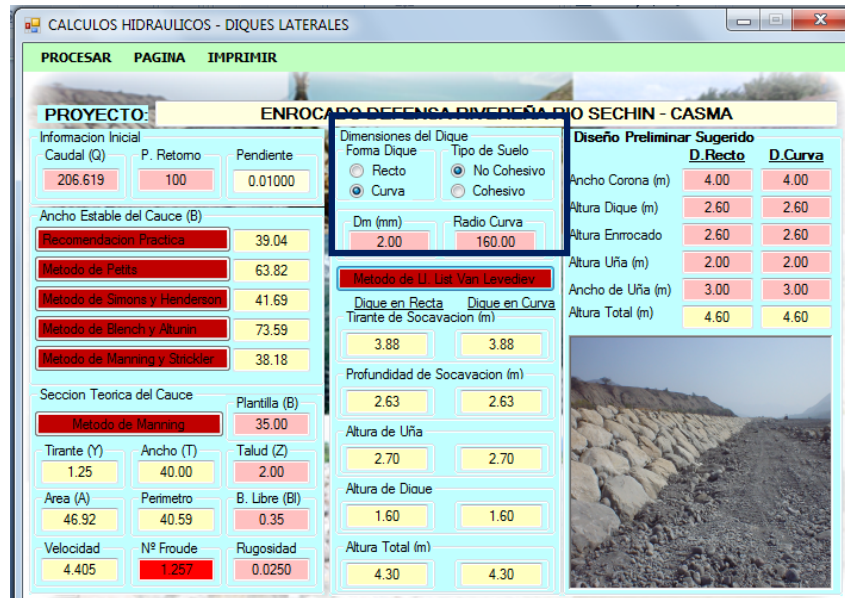 CALCULOS HIDRAULICOS - DIQUES LATERALES
PROCESAR PAGINA IMPRIMIR
PROYECTO: ENROCADO DEFENSA RIVEREÑA RIO SECHIN - CASMA
Informacion Inicial
Caudal (Q) P. Retorno Pendiente
206.619 100 0.01000
Ancho Estable del Cauce (B)
Recomendacion Practica 39.04
Metodo de Petits 63.82
Metodo de Simons y Henderson 41.69
Metodo de Blench y Altunin 73.59
Metodo de Manning y Strickler 38.18
Seccion Teorica del Cauce
Plantilla (B)
Metodo de Manning 35.00
Tirante (Y) Ancho (T) Talud (Z)
1.25 40.00 2.00
Area (A) Perimetro B. Libre (Bl)
46.92 40.59 0.35
Velocidad Nº Froude Rugosidad
4.405 1.257 0.0250
Dimensiones del Dique
Forma Dique Tipo de Suelo
Recto No Cohesivo
Curva Cohesivo
Dm (mm) Radio Curva
2.00 160.00
Metodo de Ll. List Van Levediev
Dique en Recta Dique en Curva
Tirante de Socavacion (m)
3.88 3.88
Profundidad de Socavacion (m)
2.63 2.63
Altura de Uña
2.70 2.70
Altura de Dique
1.60 1.60
Altura Total (m)
4.30 4.30
Diseño Preliminar Sugerido
D.Recto D.Curva
Ancho Corona (m) 4.00 4.00
Altura Dique (m) 2.60 2.60
Altura Enrrocado 2.60 2.60
Altura Uña (m) 2.00 2.00
Ancho de Uña (m) 3.00 3.00
Altura Total (m) 4.60 4.60